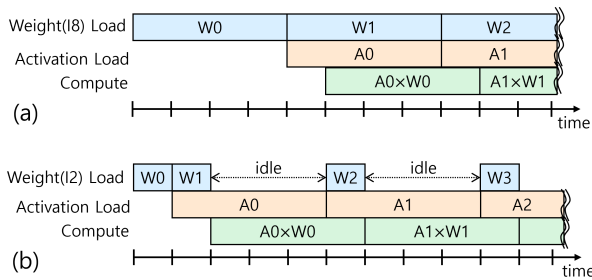 Weight(I8) Load W0 W1 W2
Activation Load A0 A1
Compute A0×W0 A1×W1
(a)
time
Weight(I2) Load W0 W1 idle W2 idle W3
Activation Load A0 A1 A2
Compute A0×W0 A1×W1
(b)
time